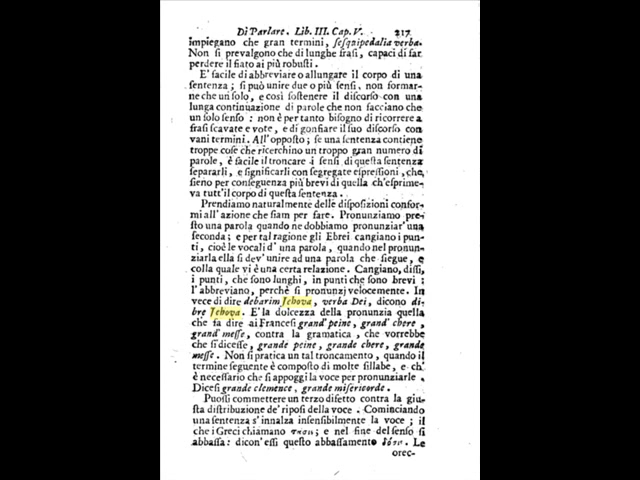 Di Parlare. Lib. III. Cap. V. 217
impiegano che gran termini, sesquipedalia verba.
Non si prevalgono che di lunghe frasi, capaci di far
perdere il fiato ai più robusti.
E' facile di abbreviare o allungare il corpo di una
sentenza; si può unire due o più sensi, non formar-
ne che un solo, e così sostenere il discorso con una
lunga continuazione di parole che non facciano che
un solo senso: non è per tanto bisogno di ricorrere a
frasi scavate e vote, e di gonfiare il suo discorso con
vani termini. All'opposto; se una sentenza contiene
troppe cose che ricerchino un troppo gran numero di
parole, è facile il troncare i sensi di questa sentenza
separarli, e significarli con segregate espressioni, che,
sieno per conseguenza più brevi di quella ch'esprime-
va tutt'il corpo di questa sentenza.
Prendiamo naturalmente delle disposizioni confor-
mi all'azione che siam per fare. Pronunziamo pre-
sto una parola quando ne dobbiamo pronunziar'una
seconda; e per tal ragione gli Ebrei cangiano i pun-
ti, cioè le vocali d' una parola, quando nel pronun-
ziarla ella si dev' unire ad una parola che siegue, e
colla quale vi è una certa relazione. Cangiano, dissi,
i punti, che sono lunghi, in punti che sono brevi:
l'abbreviano, perchè si pronunzj velocemente. In
vece di dire debarim Jehova, verba Dei, dicono di-
bre Jehova. E' la dolcezza della pronunzia quella
che fa dire ai Francesi grand' peine, grand' chere,
grand' messe, contra la gramatica, che vorrebbe
che si dicesse, grande peine, grande chere, grande
messe. Non si pratica un tal troncamento, quando il
termine seguente è composto di molte sillabe, e ch'
è necessario che si appoggi la voce per pronunziarle.
Dicesi grande clemence, grande misericorde.
Puossi commettere un terzo difetto contra la giu-
sta distribuzione de' riposi della voce. Cominciando
una sentenza s'innalza insensibilmente la voce; il
che i Greci chiamano; e nel fine del senso si
abbassa: dicon'essi questo abbassamento. Le
orec-